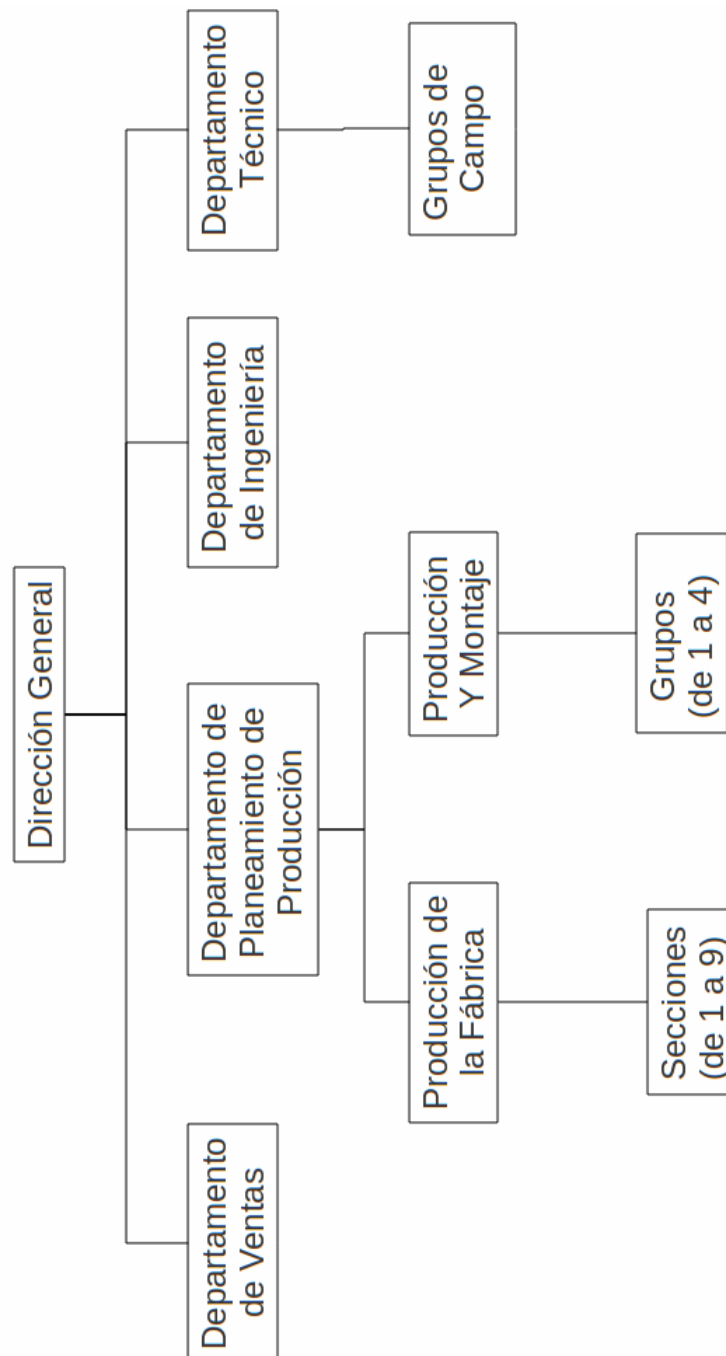 Dirección General
Departamento
de Ventas
Departamento de
Planeamiento de
Producción
Departamento
de Ingeniería
Departamento
Técnico
Producción de
la Fábrica
Producción
Y Montaje
Grupos de
Campo
Secciones
(de 1 a 9)
Grupos
(de 1 a 4)